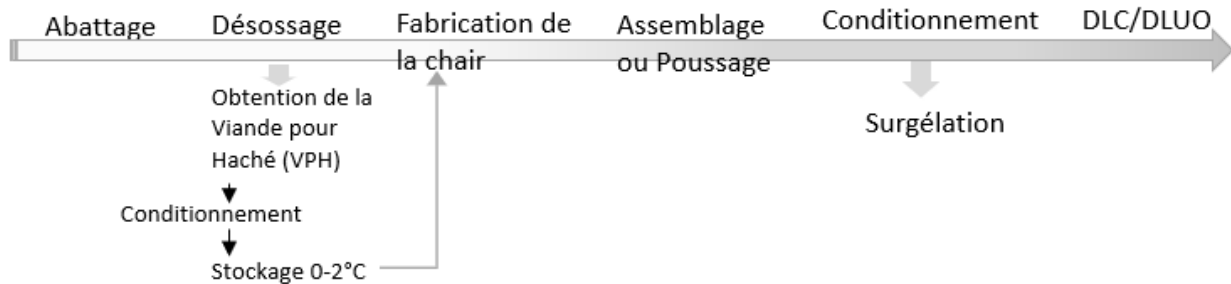 Abattage
Désossage
Fabrication de
la chair
Assemblage
ou Poussage
Conditionnement
DLC/DLUO
Obtention de la
Viande pour
Haché (VPH)
Conditionnement
Stockage 0-2°C
Surgélation